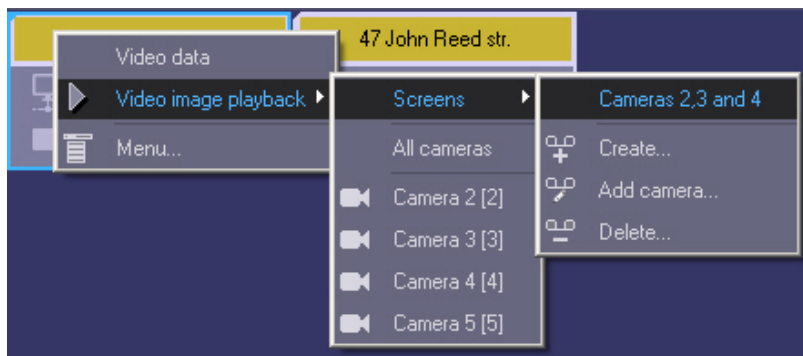 47 John Reed str.
Video data
Video image playback
Menu...
Screens
All cameras
Camera 2 [2]
Camera 3 [3]
Camera 4 [4]
Camera 5 [5]
Cameras 2,3 and 4
Create...
Add camera...
Delete...